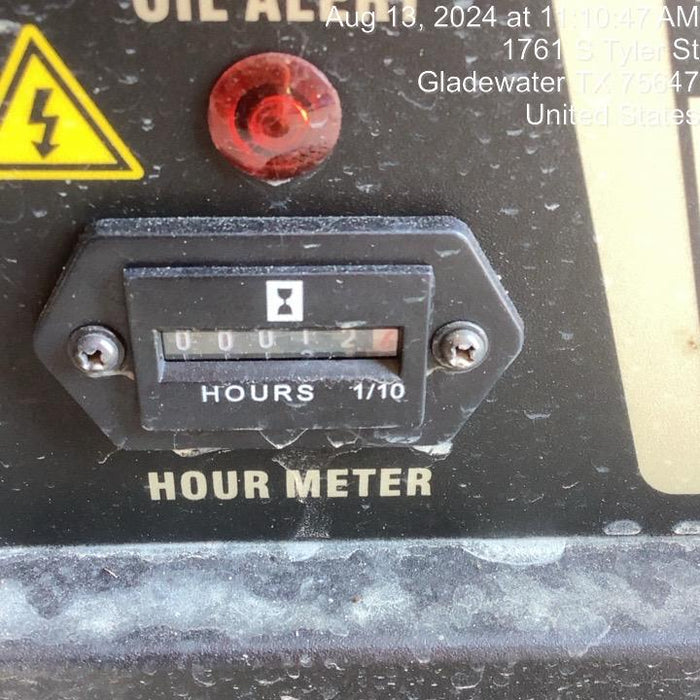 OIL ALERT
Aug 13, 2024 at 11:10:47 AM
1761 S Tyler St
Gladewater TX 75647
United States
0 0 0 1 2
HOURS 1/10
HOUR METER